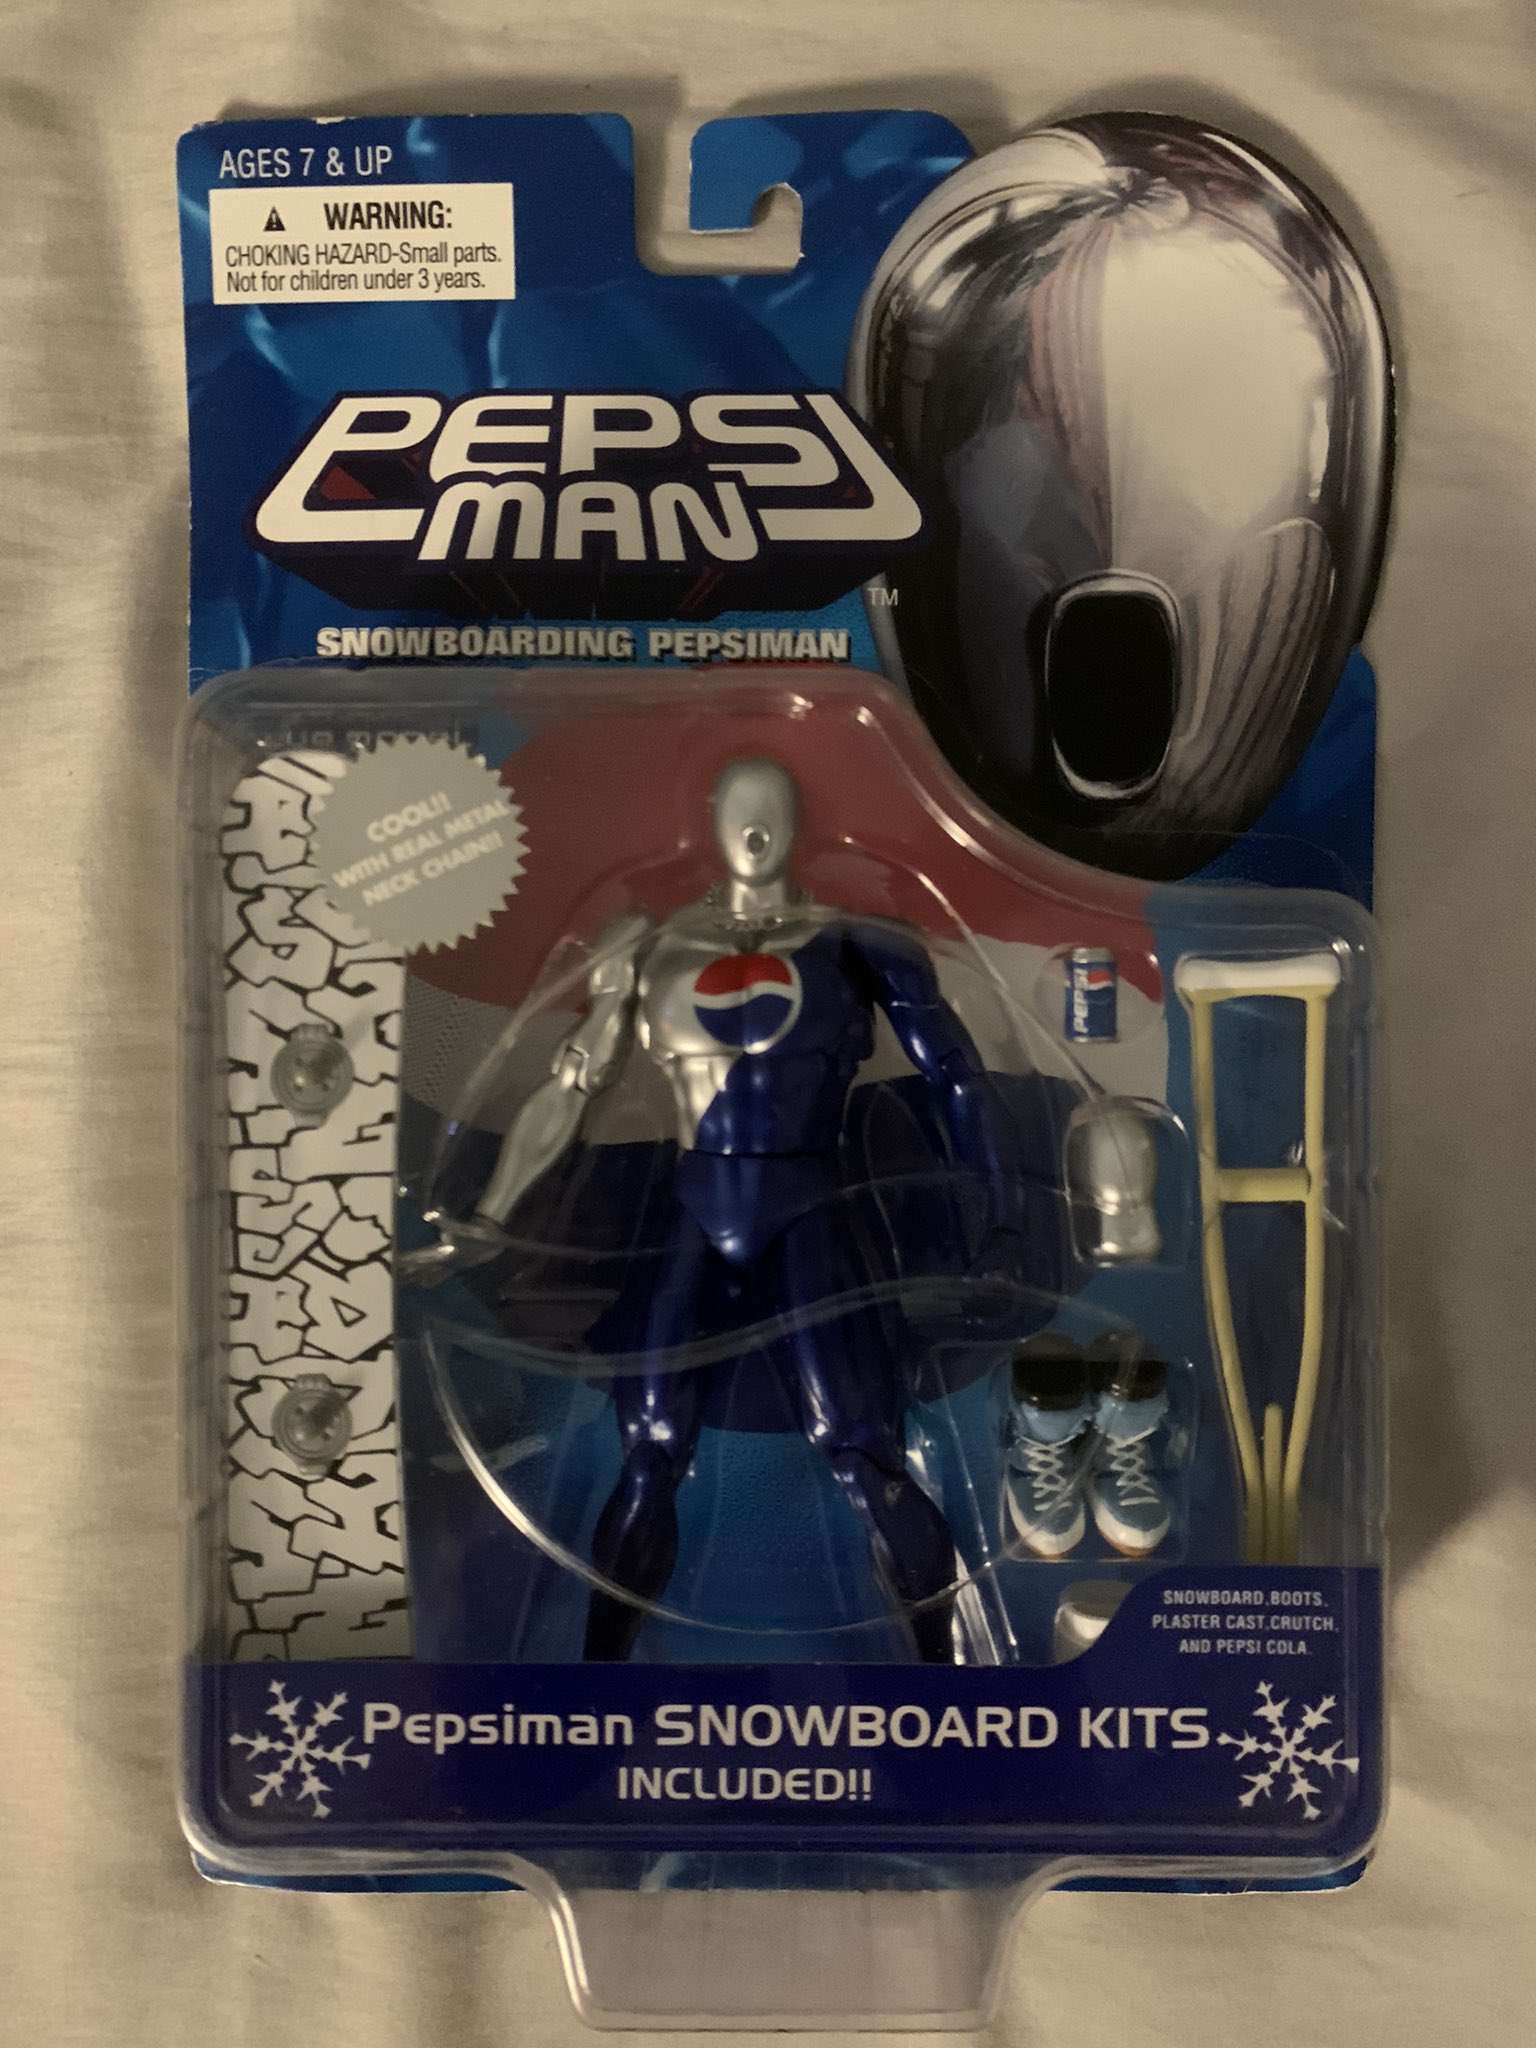 AGES 7 & UP
WARNING:
CHOKING HAZARD-Small parts.
Not for children under 3 years.
PEPSI
MAN
TM
SNOWBOARDING PEPSIMAN
COOL!!
WITH REAL METAL
NECK CHAIN!!
PEPSI
SNOWBOARD,BOOTS,
PLASTER CAST,CRUTCH,
AND PEPSI COLA.
Pepsiman SNOWBOARD KITS
INCLUDED!!